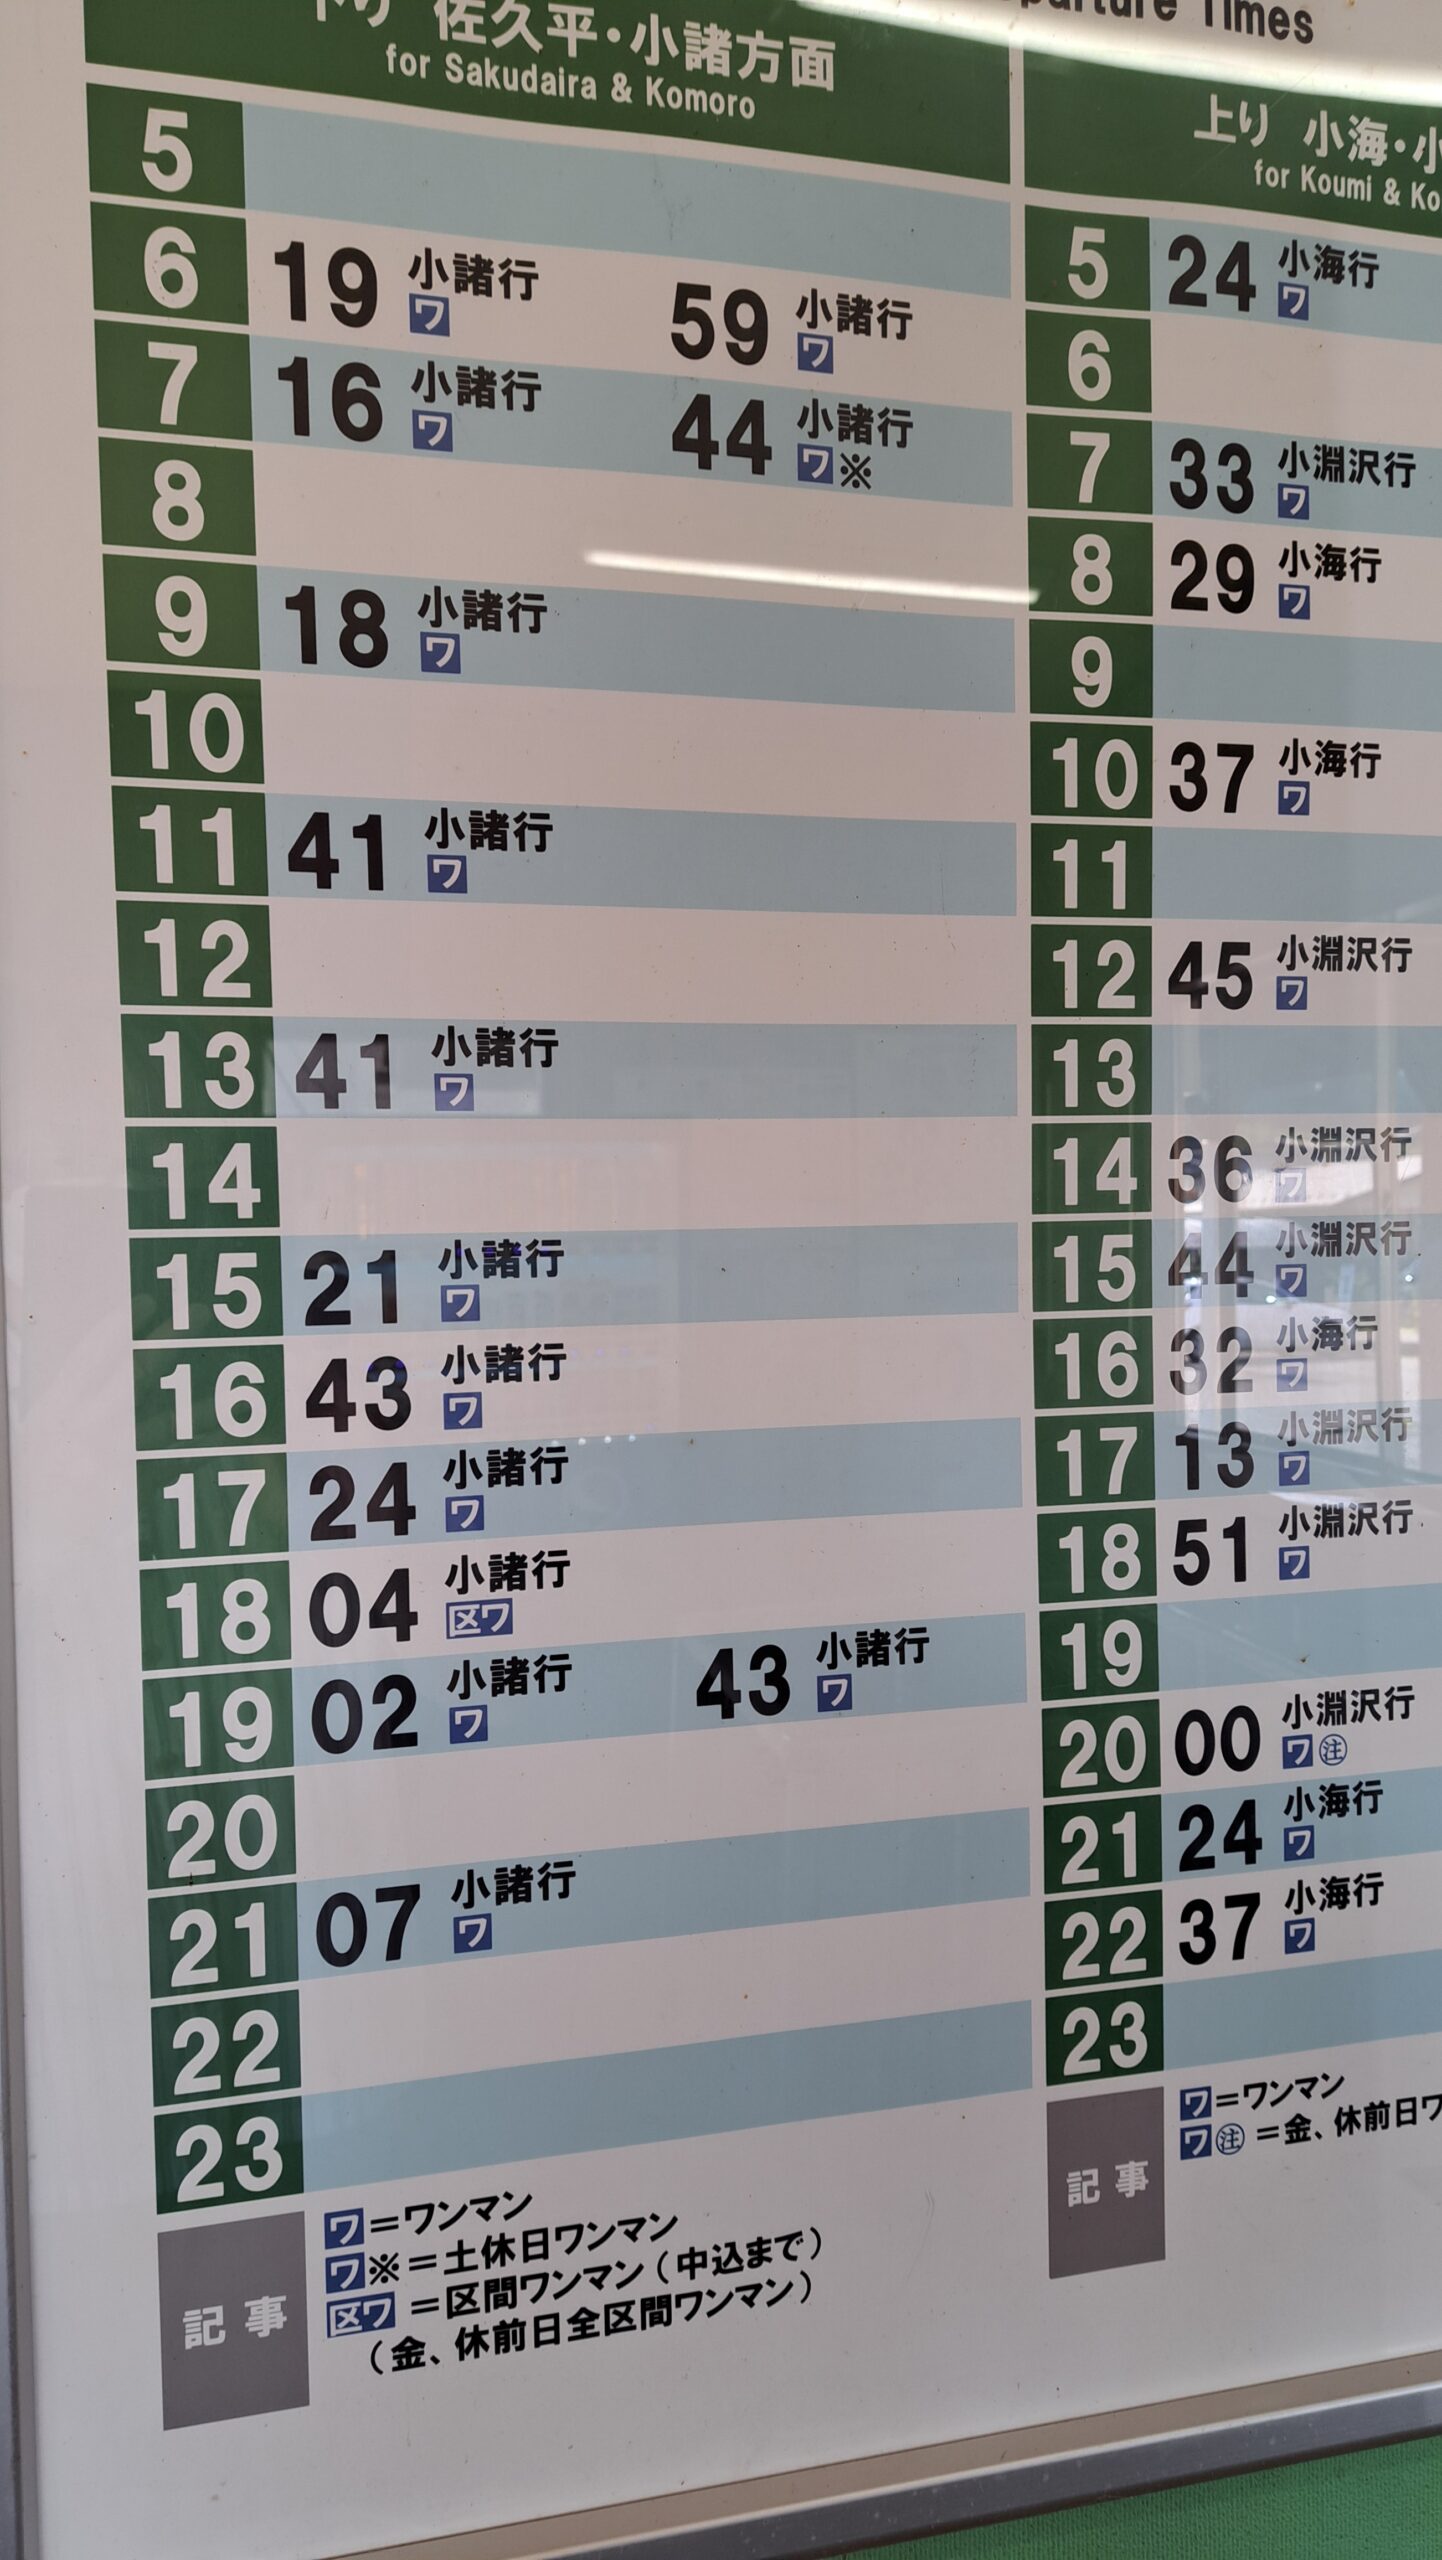 Times
下り 佐久平・小諸方面
for Sakudaira & Komoro
5
6 19 小諸行 ワ 59 小諸行 ワ
7 16 小諸行 ワ 44 小諸行 ワ※
8
9 18 小諸行 ワ
10
11 41 小諸行 ワ
12
13 41 小諸行 ワ
14
15 21 小諸行 ワ
16 43 小諸行 ワ
17 24 小諸行 ワ
18 04 小諸行 区ワ
19 02 小諸行 ワ 43 小諸行 ワ
20
21 07 小諸行 ワ
22
23
記事
ワ=ワンマン
ワ※=土休日ワンマン
区ワ=区間ワンマン(中込まで)
(金、休前日全区間ワンマン)
上り 小海・小
for Koumi & Ko
5 24 小海行 ワ
6
7 33 小淵沢行 ワ
8 29 小海行 ワ
9
10 37 小海行 ワ
11
12 45 小淵沢行 ワ
13
14 36 小淵沢行 ワ
15 44 小淵沢行 ワ
16 32 小海行 ワ
17 13 小淵沢行 ワ
18 51 小淵沢行 ワ
19
20 00 小淵沢行 ワ㊟
21 24 小海行 ワ
22 37 小海行 ワ
23
記事
ワ=ワンマン
ワ㊟=金、休前日ワ